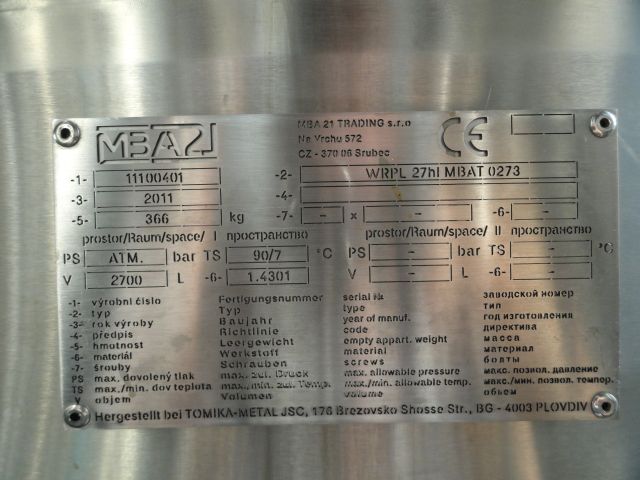 MBA21
MBA 21 TRADING s.r.o
Na Vrchu 572
CZ - 370 06 Srubec
CE
-1- 11100401 -2- WRPL 27hl MBAT 0273
-3- 2011 -4-
-5- 366 kg -7- - x - -6-
prostor/Raum/space/ I пространство prostor/Raum/space/ II пространство
PS ATM. bar TS 90/7 °C PS - bar TS - °C
V 2700 L -6- 1.4301 V - L -6- -
-1- výrobní číslo Fertigungsnummer serial № заводской номер
-2- typ Typ type тип
-3- rok výroby Baujahr year of manuf. год изготовления
-4- předpis Richtlinie code директива
-5- hmotnost Leergewicht empty appart. weight масса
-6- materiál Werkstoff material материал
-7- šrouby Schrauben screws болты
PS max. dovolený tlak max. zul. Druck max. allowable pressure макс. позвол. давление
TS max./min. dov teplota max., min. zul. Temp. max./min. allowable temp. макс./мин. позвол. темпер.
V objem Volumen volume объем
Hergestellt bei TOMIKA-METAL JSC, 176 Brezovsko Shosse Str., BG - 4003 PLOVDIV